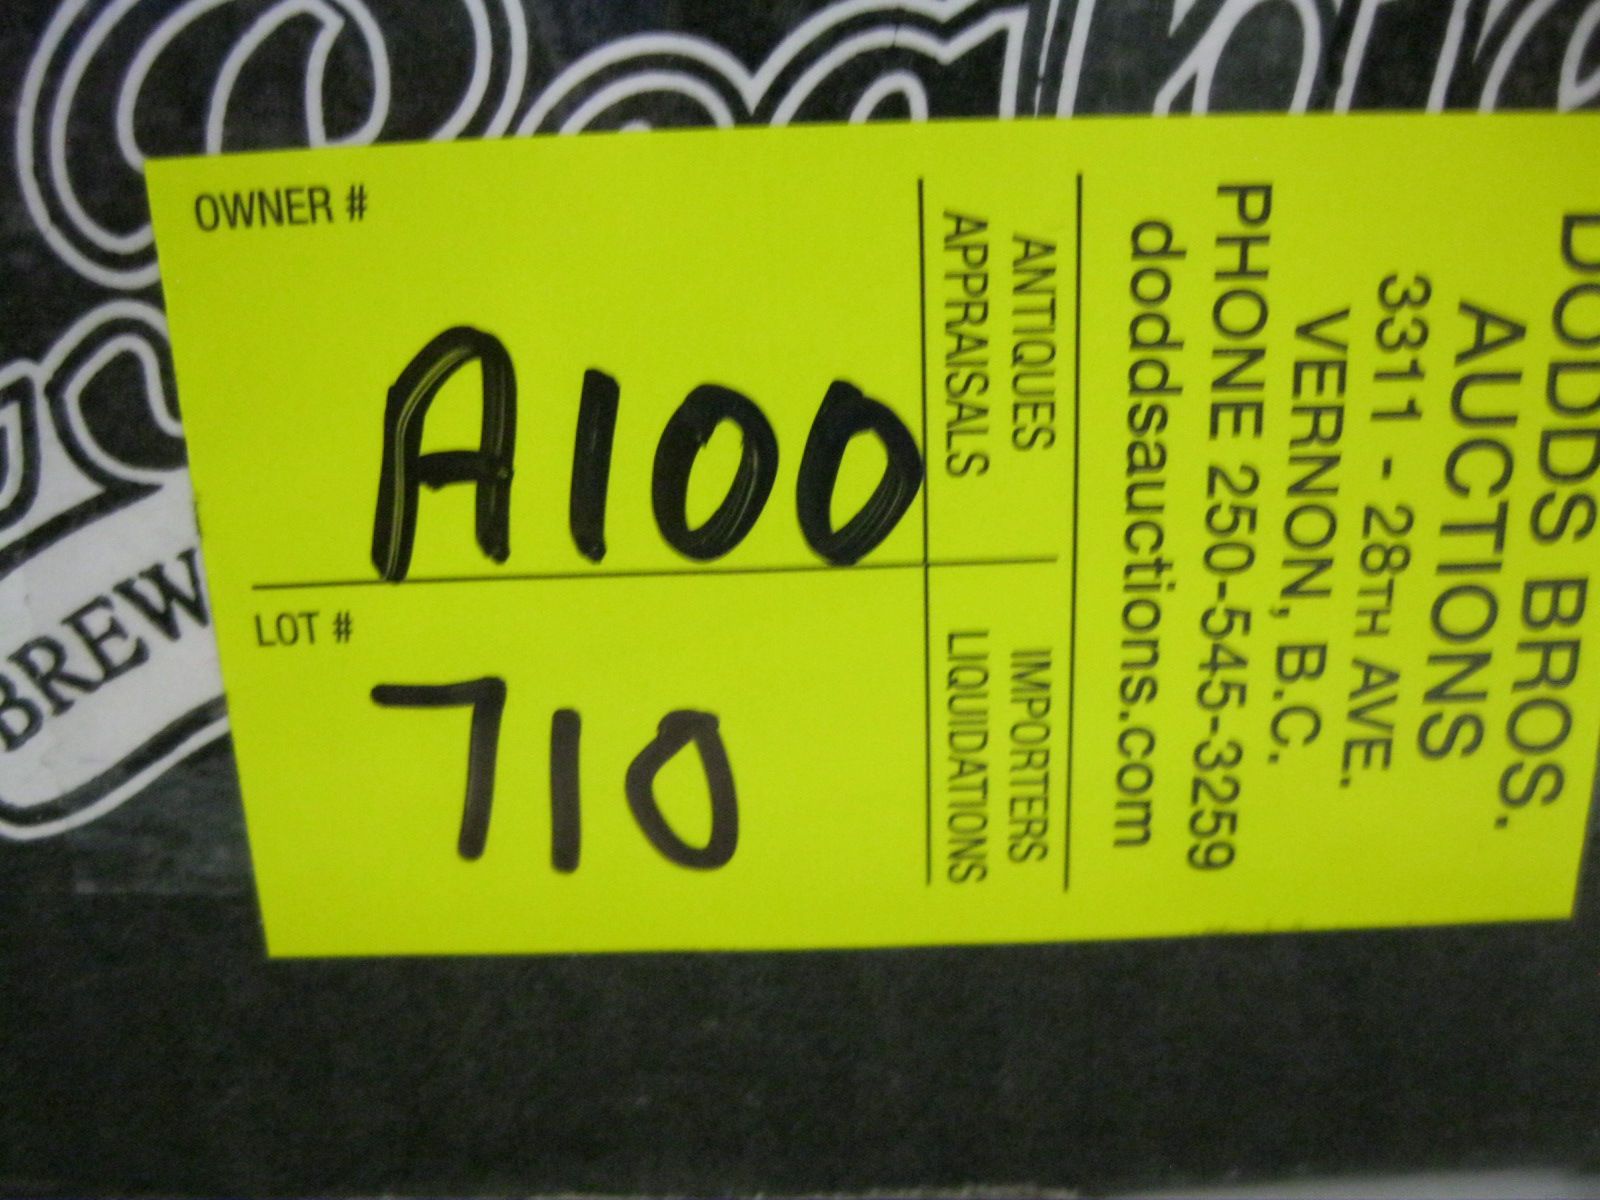 OWNER #
A100
LOT #
710
DODDS BROS.
AUCTIONS
3311 - 28TH AVE.
VERNON, B.C.
PHONE 250-545-3259
doddsauctions.com
ANTIQUES IMPORTERS
APPRAISALS LIQUIDATIONS
BREW